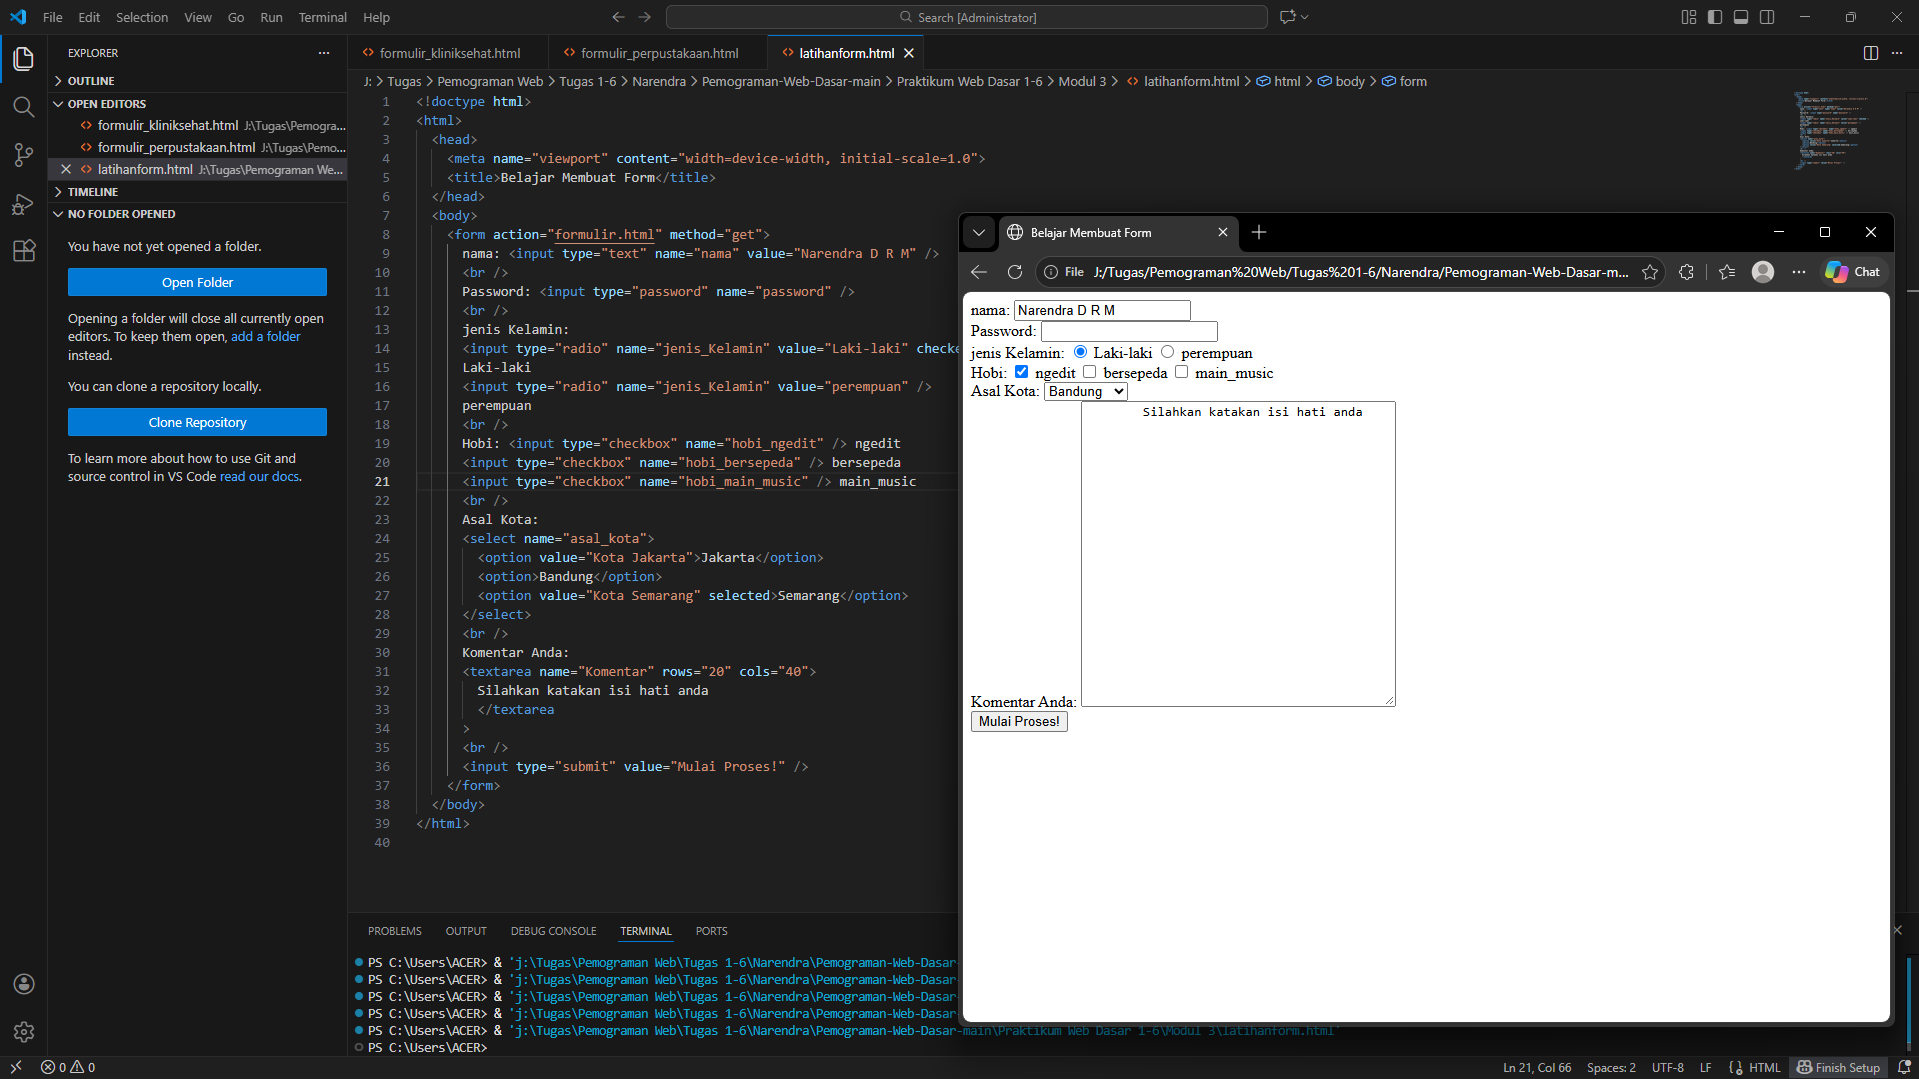 File Edit Selection View Go Run Terminal Help
Search [Administrator]
EXPLORER
OUTLINE
OPEN EDITORS
formulir_kliniksehat.html J:\Tugas\Pemogra...
formulir_perpustakaan.html J:\Tugas\Pemo...
latihanform.html J:\Tugas\Pemograman We...
TIMELINE
NO FOLDER OPENED
You have not yet opened a folder.
Open Folder
Opening a folder will close all currently open
editors. To keep them open, add a folder
instead.
You can clone a repository locally.
Clone Repository
To learn more about how to use Git and
source control in VS Code read our docs.
formulir_kliniksehat.html formulir_perpustakaan.html latihanform.html
J: > Tugas > Pemograman Web > Tugas 1-6 > Narendra > Pemograman-Web-Dasar-main > Praktikum Web Dasar 1-6 > Modul 3 > latihanform.html > html > body > form
1 <!doctype html>
2 <html>
3 <head>
4 <meta name="viewport" content="width=device-width, initial-scale=1.0">
5 <title>Belajar Membuat Form</title>
6 </head>
7 <body>
8 <form action="formulir.html" method="get">
9 nama: <input type="text" name="nama" value="Narendra D R M" />
10 <br />
11 Password: <input type="password" name="password" />
12 <br />
13 jenis Kelamin:
14 <input type="radio" name="jenis_Kelamin" value="Laki-laki" checke
15 Laki-laki
16 <input type="radio" name="jenis_Kelamin" value="perempuan" />
17 perempuan
18 <br />
19 Hobi: <input type="checkbox" name="hobi_ngedit" /> ngedit
20 <input type="checkbox" name="hobi_bersepeda" /> bersepeda
21 <input type="checkbox" name="hobi_main_music" /> main_music
22 <br />
23 Asal Kota:
24 <select name="asal_kota">
25 <option value="Kota Jakarta">Jakarta</option>
26 <option>Bandung</option>
27 <option value="Kota Semarang" selected>Semarang</option>
28 </select>
29 <br />
30 Komentar Anda:
31 <textarea name="Komentar" rows="20" cols="40">
32 Silahkan katakan isi hati anda
33 </textarea
34 >
35 <br />
36 <input type="submit" value="Mulai Proses!" />
37 </form>
38 </body>
39 </html>
40
Belajar Membuat Form
File J:/Tugas/Pemograman%20Web/Tugas%201-6/Narendra/Pemograman-Web-Dasar-m... Chat
nama: Narendra D R M
Password:
jenis Kelamin: Laki-laki perempuan
Hobi: ngedit bersepeda main_music
Asal Kota: Bandung
Silahkan katakan isi hati anda
Komentar Anda:
Mulai Proses!
PROBLEMS OUTPUT DEBUG CONSOLE TERMINAL PORTS
PS C:\Users\ACER> & 'j:\Tugas\Pemograman Web\Tugas 1-6\Narendra\Pemograman-Web-Dasar-
PS C:\Users\ACER> & 'j:\Tugas\Pemograman Web\Tugas 1-6\Narendra\Pemograman-Web-Dasar-
PS C:\Users\ACER> & 'j:\Tugas\Pemograman Web\Tugas 1-6\Narendra\Pemograman-Web-Dasar-
PS C:\Users\ACER> & 'j:\Tugas\Pemograman Web\Tugas 1-6\Narendra\Pemograman-Web-Dasar-
PS C:\Users\ACER> & 'j:\Tugas\Pemograman Web\Tugas 1-6\Narendra\Pemograman-Web-Dasar-main\Praktikum Web Dasar 1-6\Modul 3\latihanform.html'
PS C:\Users\ACER>
0 0 Ln 21, Col 66 Spaces: 2 UTF-8 LF HTML Finish Setup